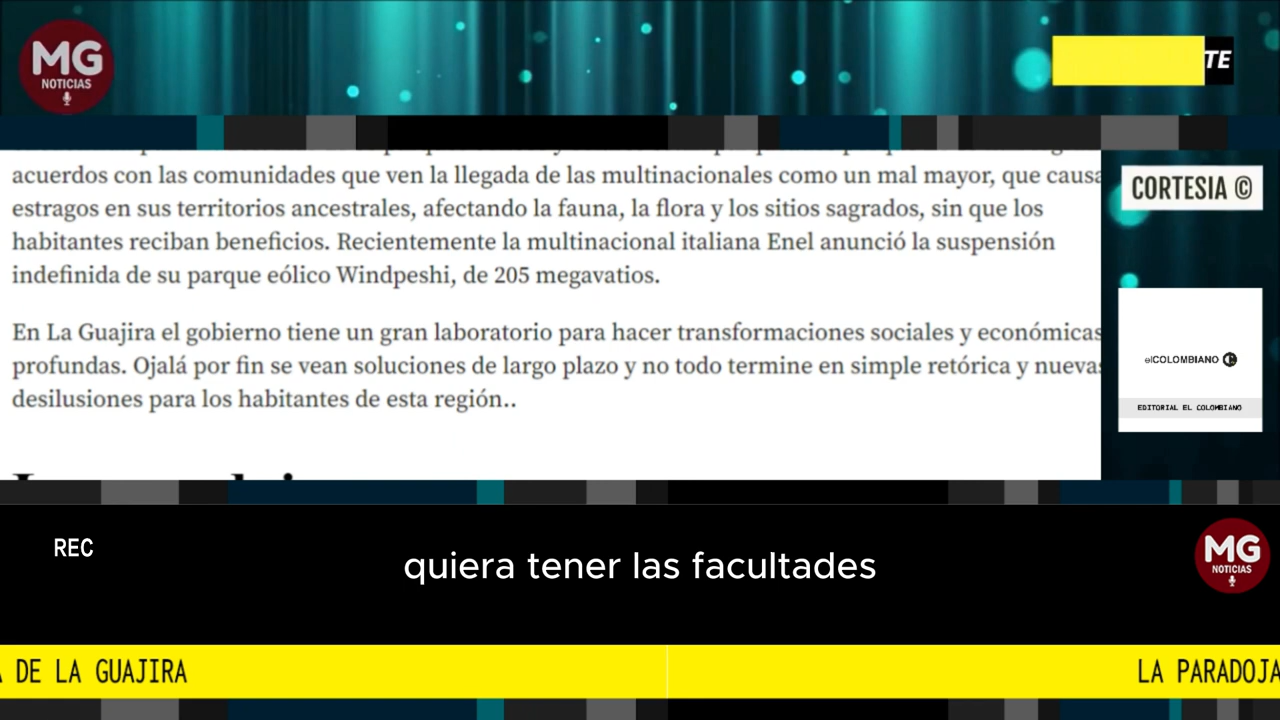 MG
NOTICIAS
TE
acuerdos con las comunidades que ven la llegada de las multinacionales como un mal mayor, que causa
estragos en sus territorios ancestrales, afectando la fauna, la flora y los sitios sagrados, sin que los
habitantes reciban beneficios. Recientemente la multinacional italiana Enel anunció la suspensión
indefinida de su parque eólico Windpeshi, de 205 megavatios.
En La Guajira el gobierno tiene un gran laboratorio para hacer transformaciones sociales y económicas
profundas. Ojalá por fin se vean soluciones de largo plazo y no todo termine en simple retórica y nuevas
desilusiones para los habitantes de esta región..
CORTESIA ©
elCOLOMBIANO C
EDITORIAL EL COLOMBIANO
REC
quiera tener las facultades
MG
NOTICIAS
A DE LA GUAJIRA
LA PARADOJA